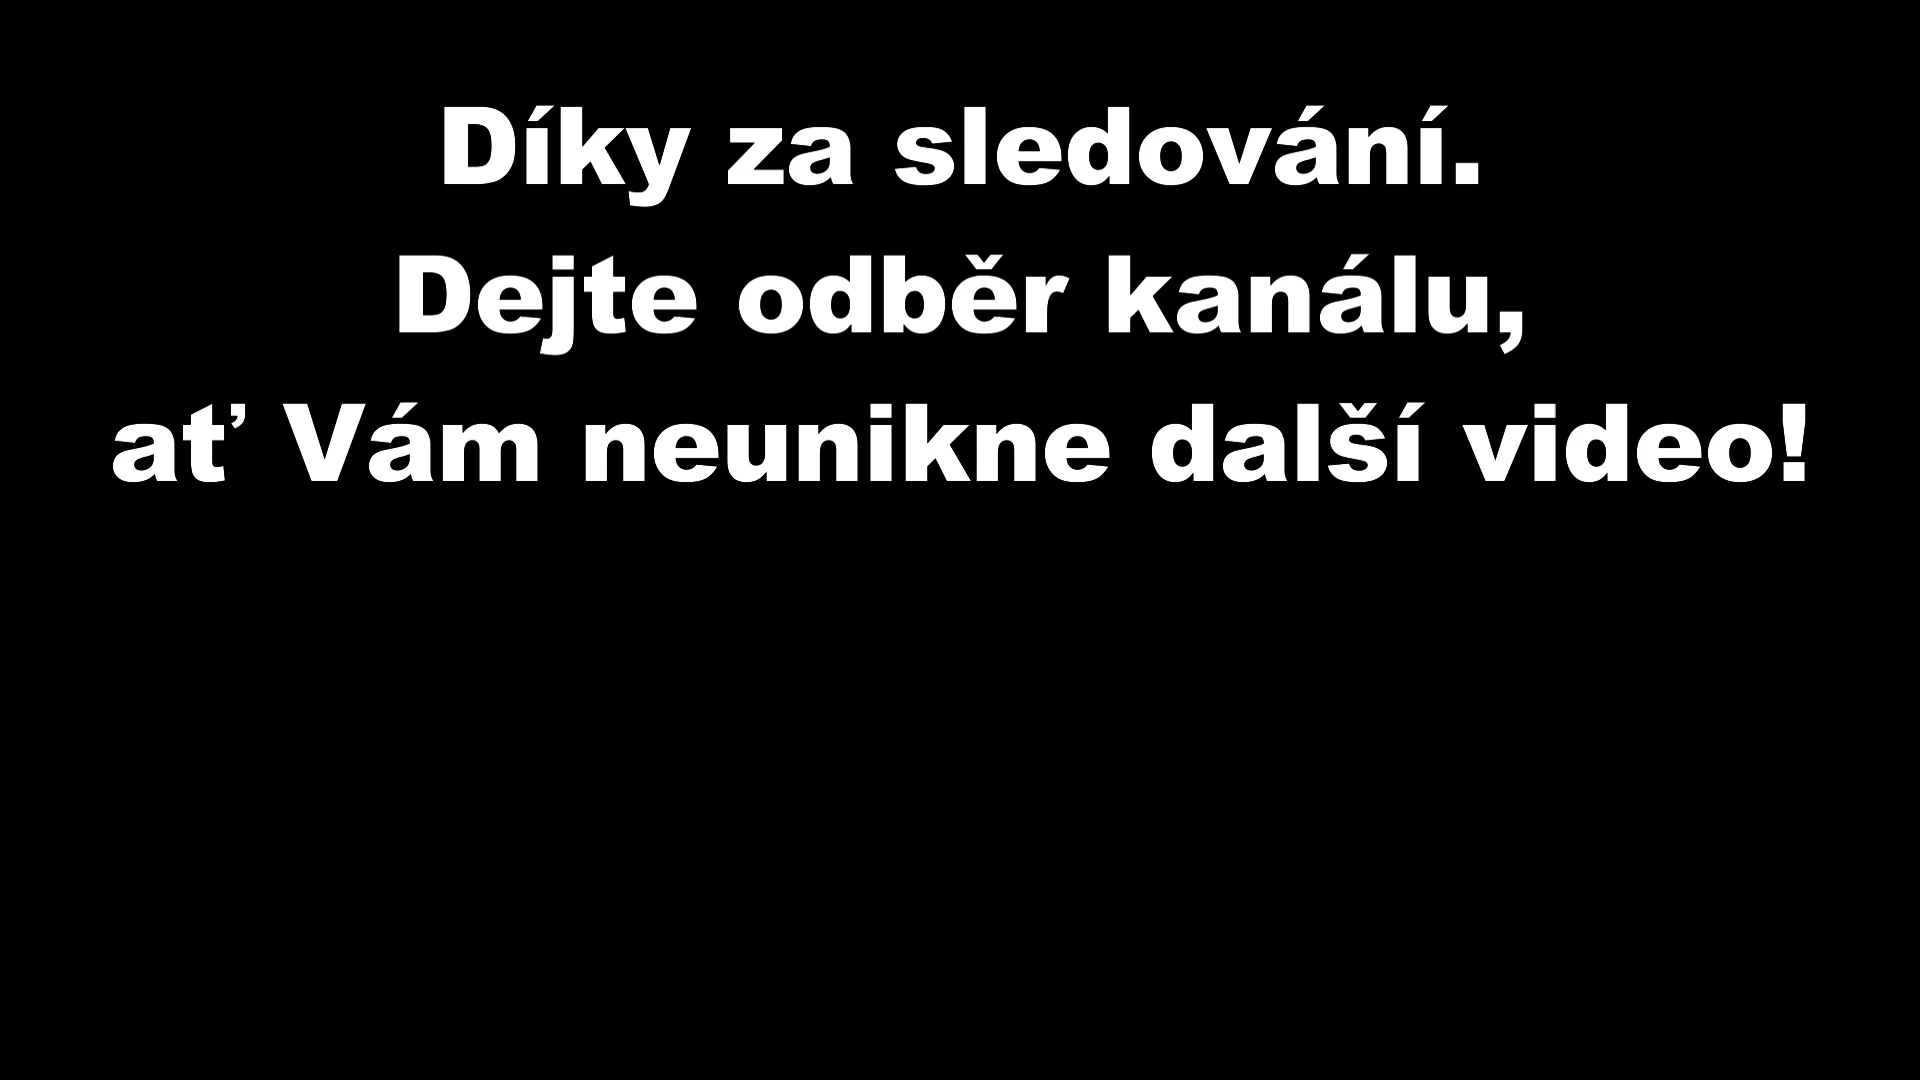 Díky za sledování.
Dejte odběr kanálu,
ať Vám neunikne další video!